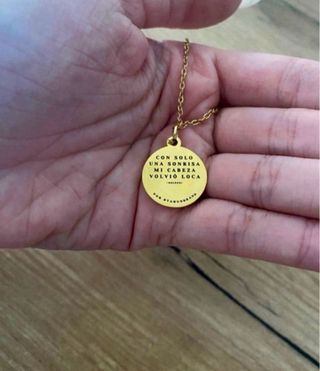 CON SOLO
UNA SONRISA
MI CABEZA
VOLVIÓ LOCA